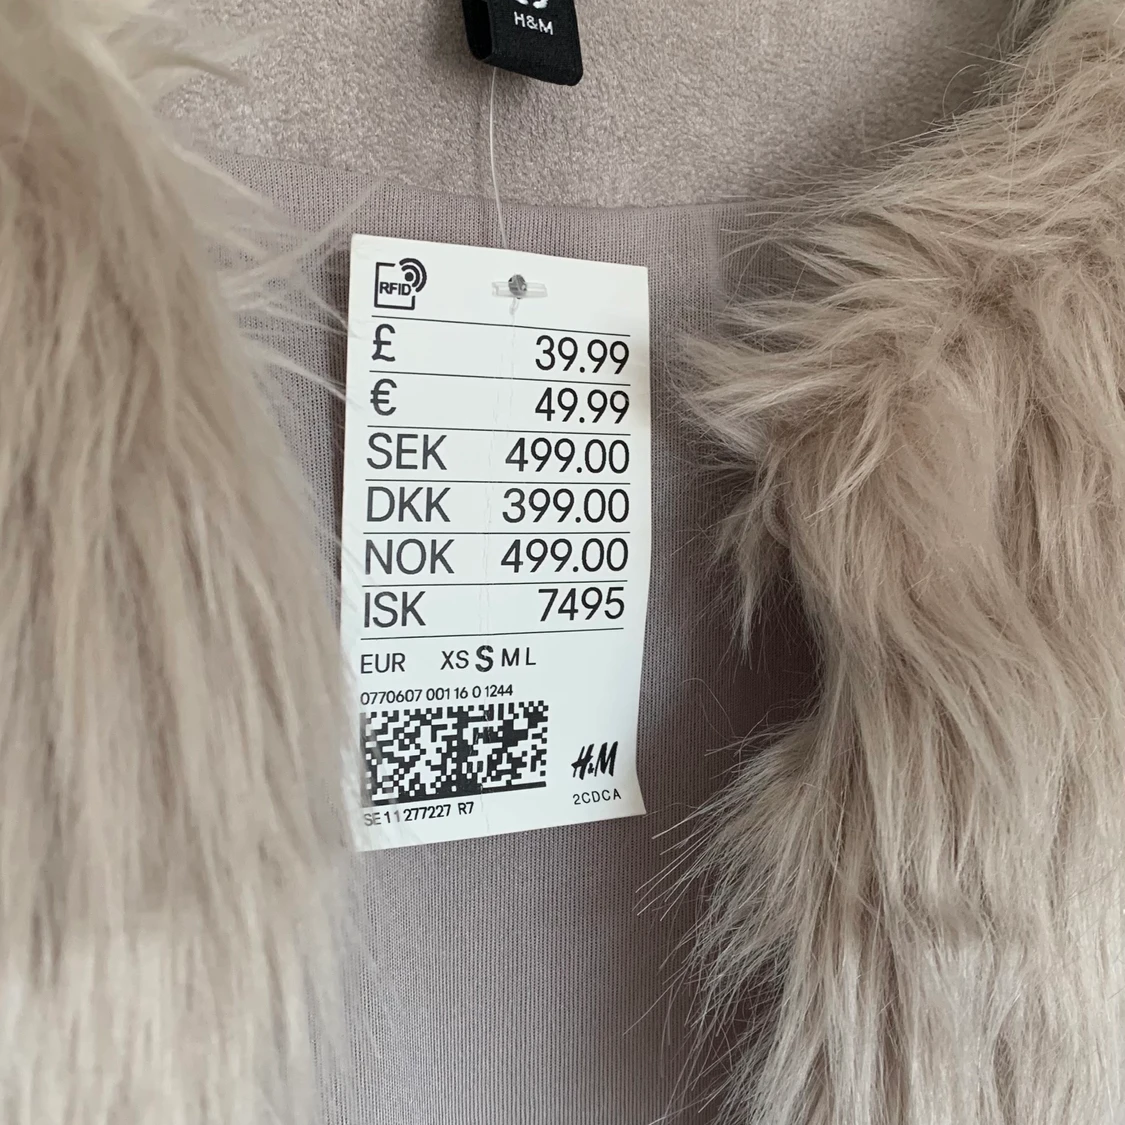 H&M
RFID
£ 39.99
€ 49.99
SEK 499.00
DKK 399.00
NOK 499.00
ISK 7495
EUR XS S M L
0770607 001 16 0 1244
H&M
2CDCA
SE 11 277227 R7